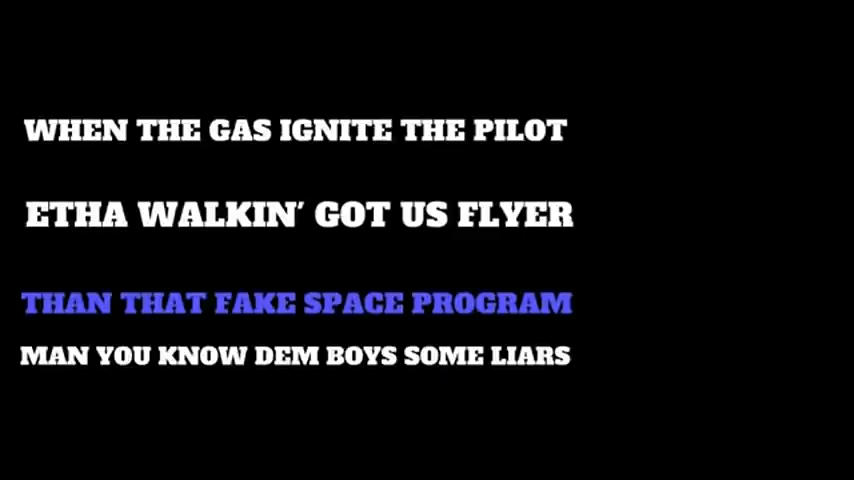 WHEN THE GAS IGNITE THE PILOT
ETHA WALKIN' GOT US FLYER
THAN THAT FAKE SPACE PROGRAM
MAN YOU KNOW DEM BOYS SOME LIARS